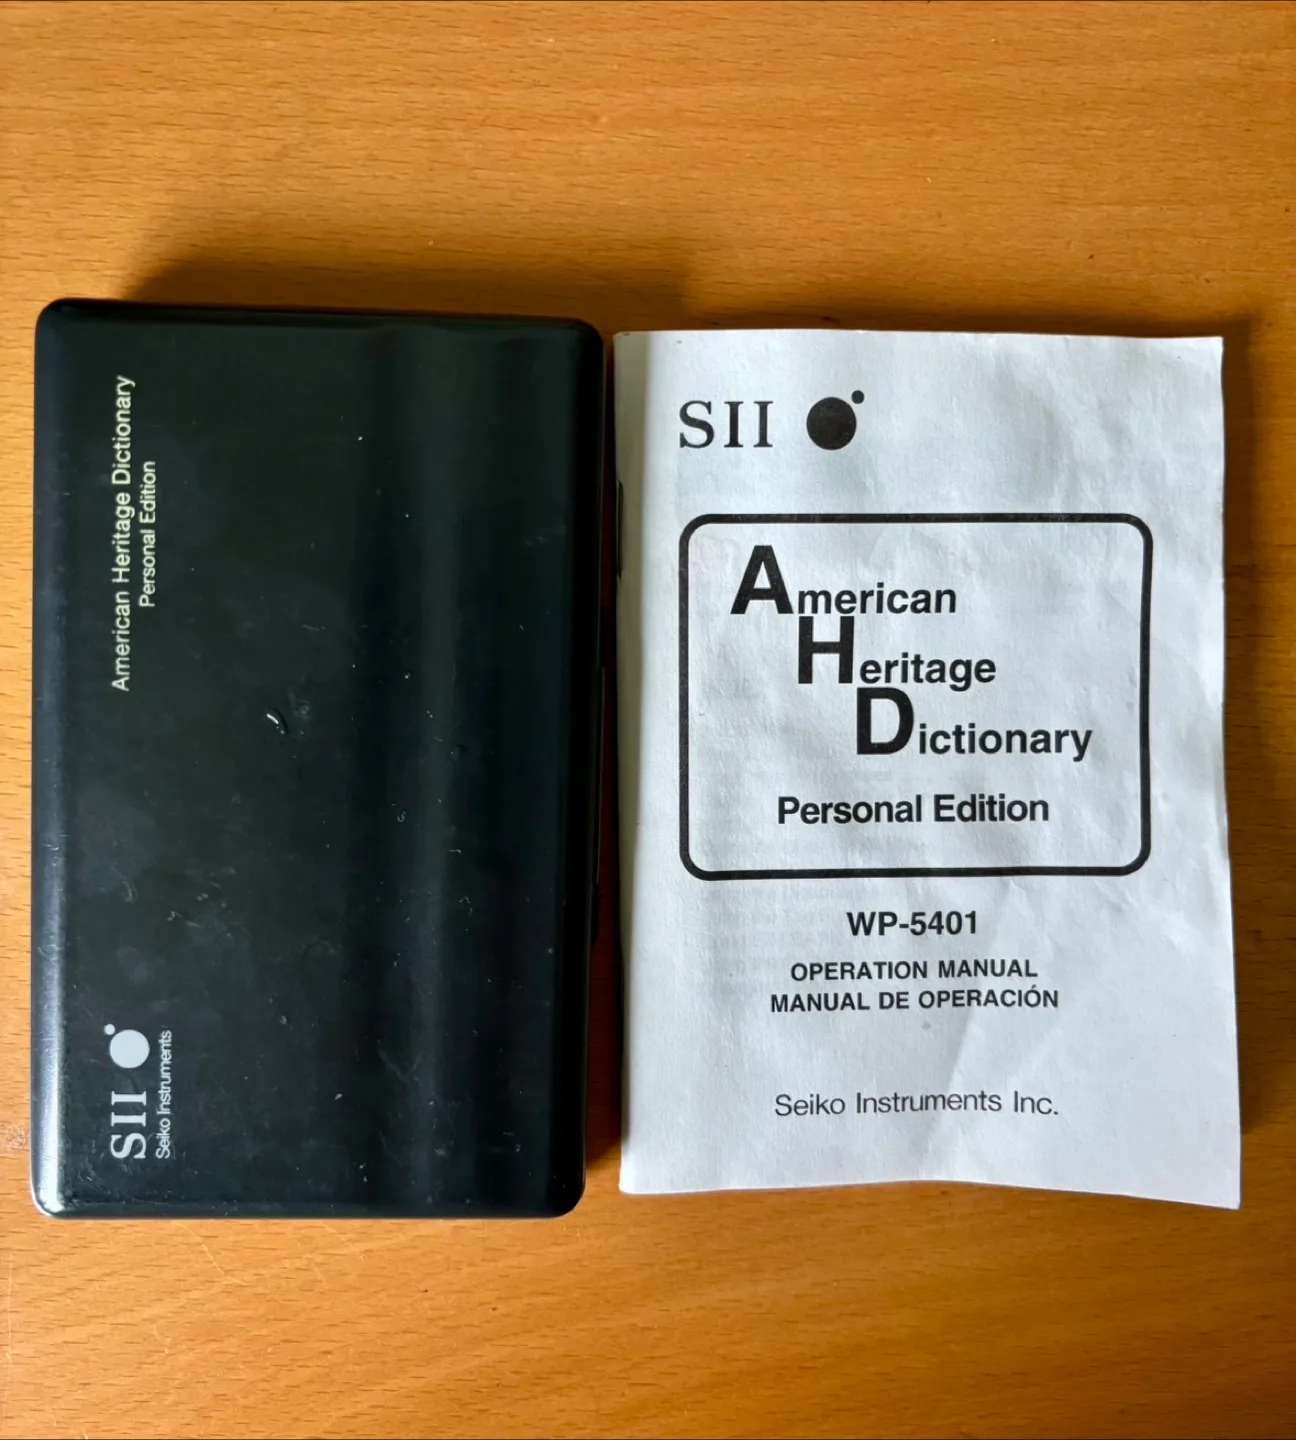 American Heritage Dictionary
Personal Edition
SII
Seiko Instruments
SII
American
Heritage
Dictionary
Personal Edition
WP-5401
OPERATION MANUAL
MANUAL DE OPERACIÓN
Seiko Instruments Inc.